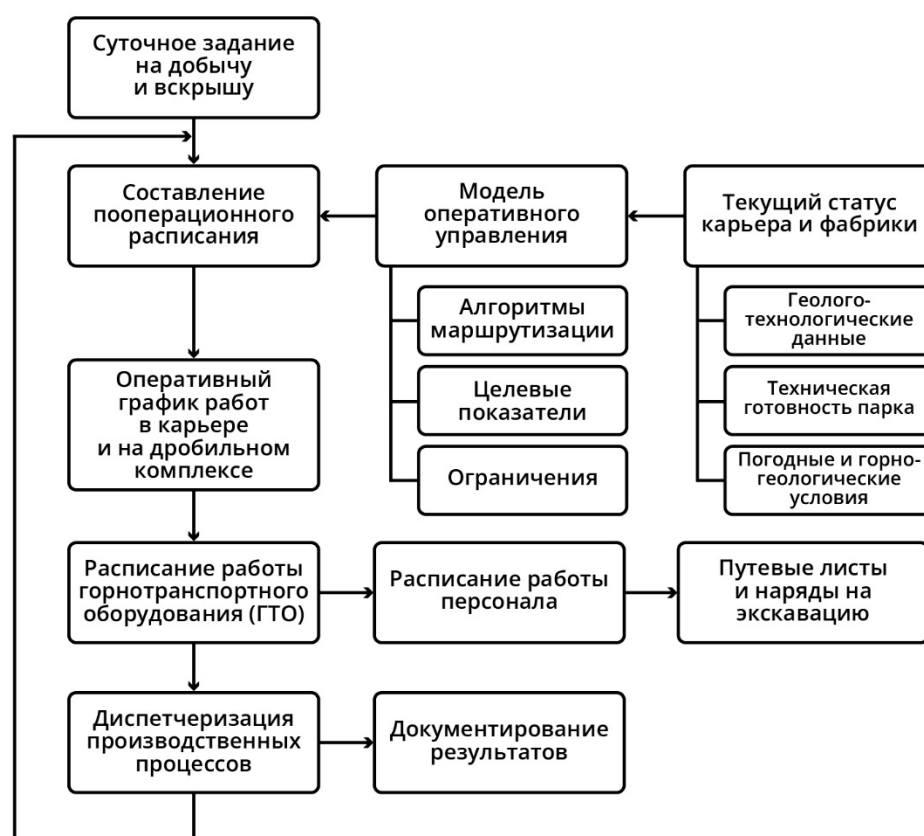 Суточное задание
на добычу
и вскрышу
Составление
пооперационного
расписания
Модель
оперативного
управления
Текущий статус
карьера и фабрики
Алгоритмы
маршрутизации
Целевые
показатели
Ограничения
Геолого-
технологические
данные
Техническая
готовность парка
Погодные и горно-
геологические
условия
Оперативный
график работ
в карьере
и на дробильном
комплексе
Расписание работы
горнотранспортного
оборудования (ГТО)
Расписание работы
персонала
Путевые листы
и наряды на
экскавацию
Диспетчеризация
производственных
процессов
Документирование
результатов